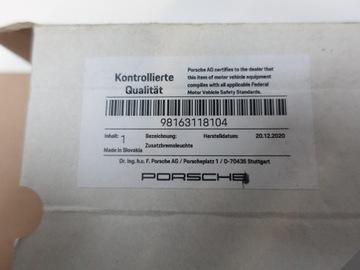 Kontrollierte
Qualität
Porsche AG certifies to the dealer that
this item of motor vehicle equipment
complies with all applicable Federal
Motor Vehicle Safety Standards.
98163118104
Inhalt: 1 Bezeichnung: Herstelldatum: 20.12.2020
Zusatzbremsleuchte
Made in Slovakia
Dr. Ing. h.c. F. Porsche AG / Porscheplatz 1 / D-70435 Stuttgart
PORSCHE